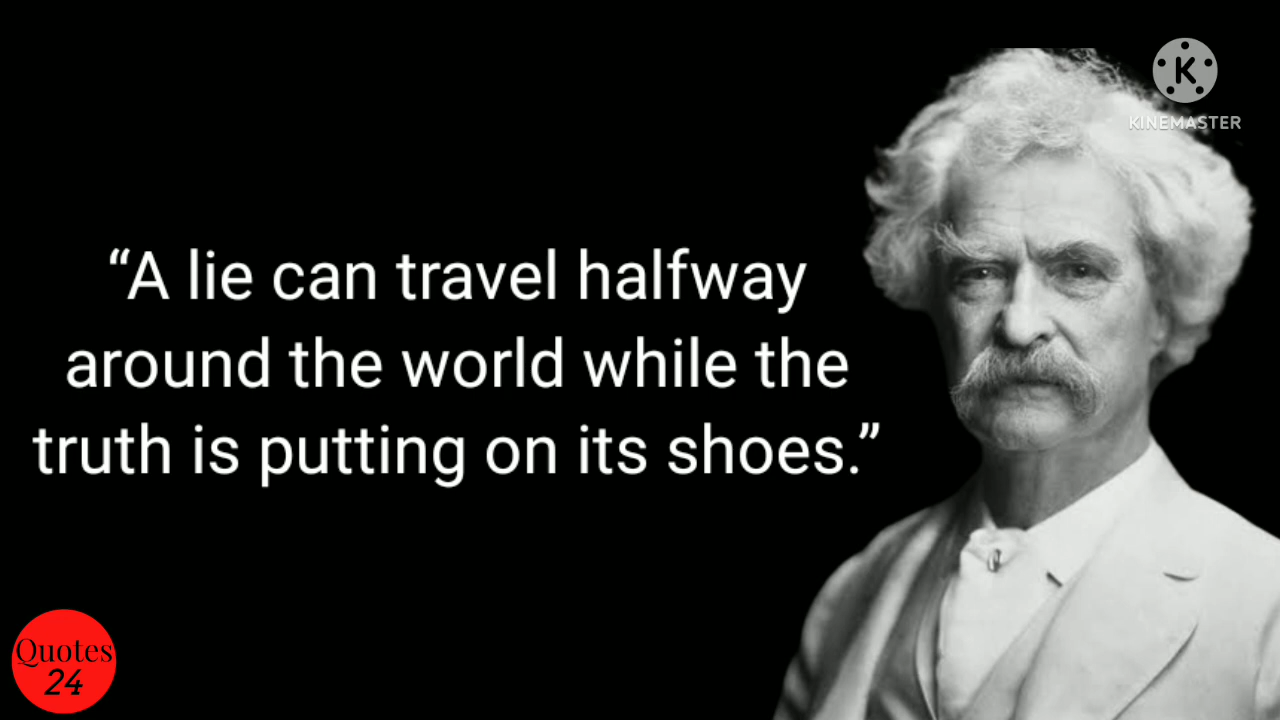 KINEMASTER
“A lie can travel halfway
around the world while the
truth is putting on its shoes.”
Quotes
24